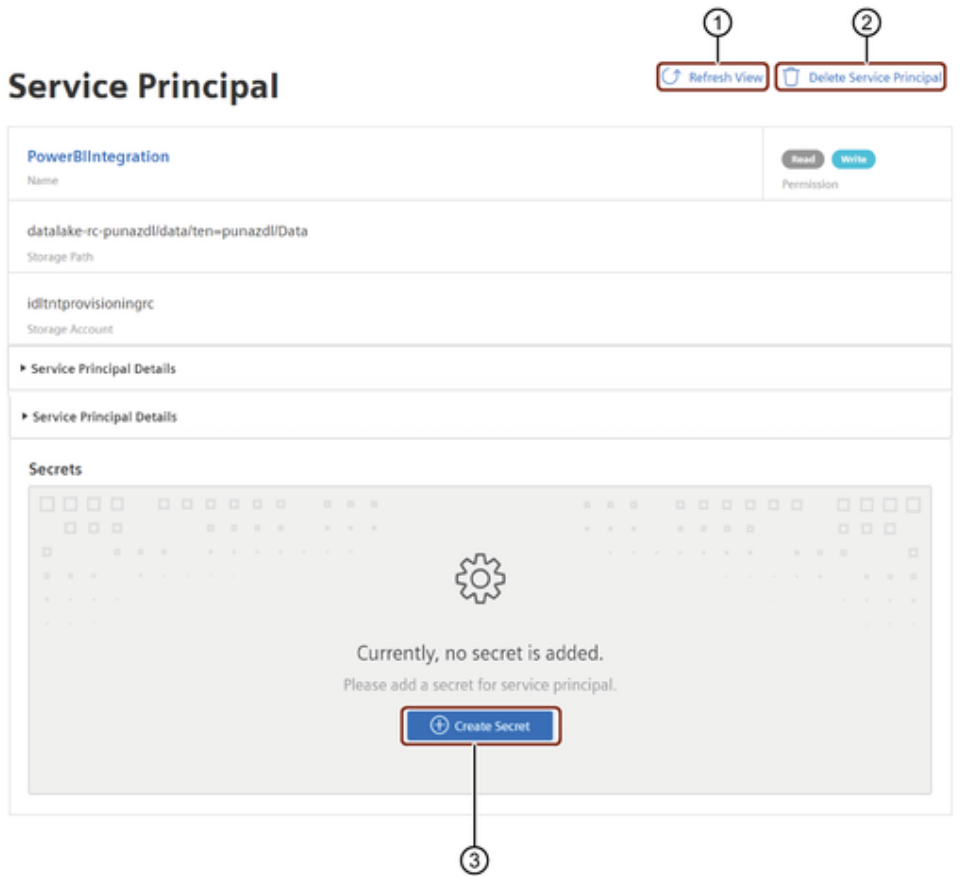 1
2
Service Principal
Refresh View
Delete Service Principal
PowerBIIntegration
Name
Read
Write
Permission
datalake-rc-punazdl/data/ten=punazdl/Data
Storage Path
idltntprovisioningrc
Storage Account
Service Principal Details
Service Principal Details
Secrets
Currently, no secret is added.
Please add a secret for service principal.
Create Secret
3